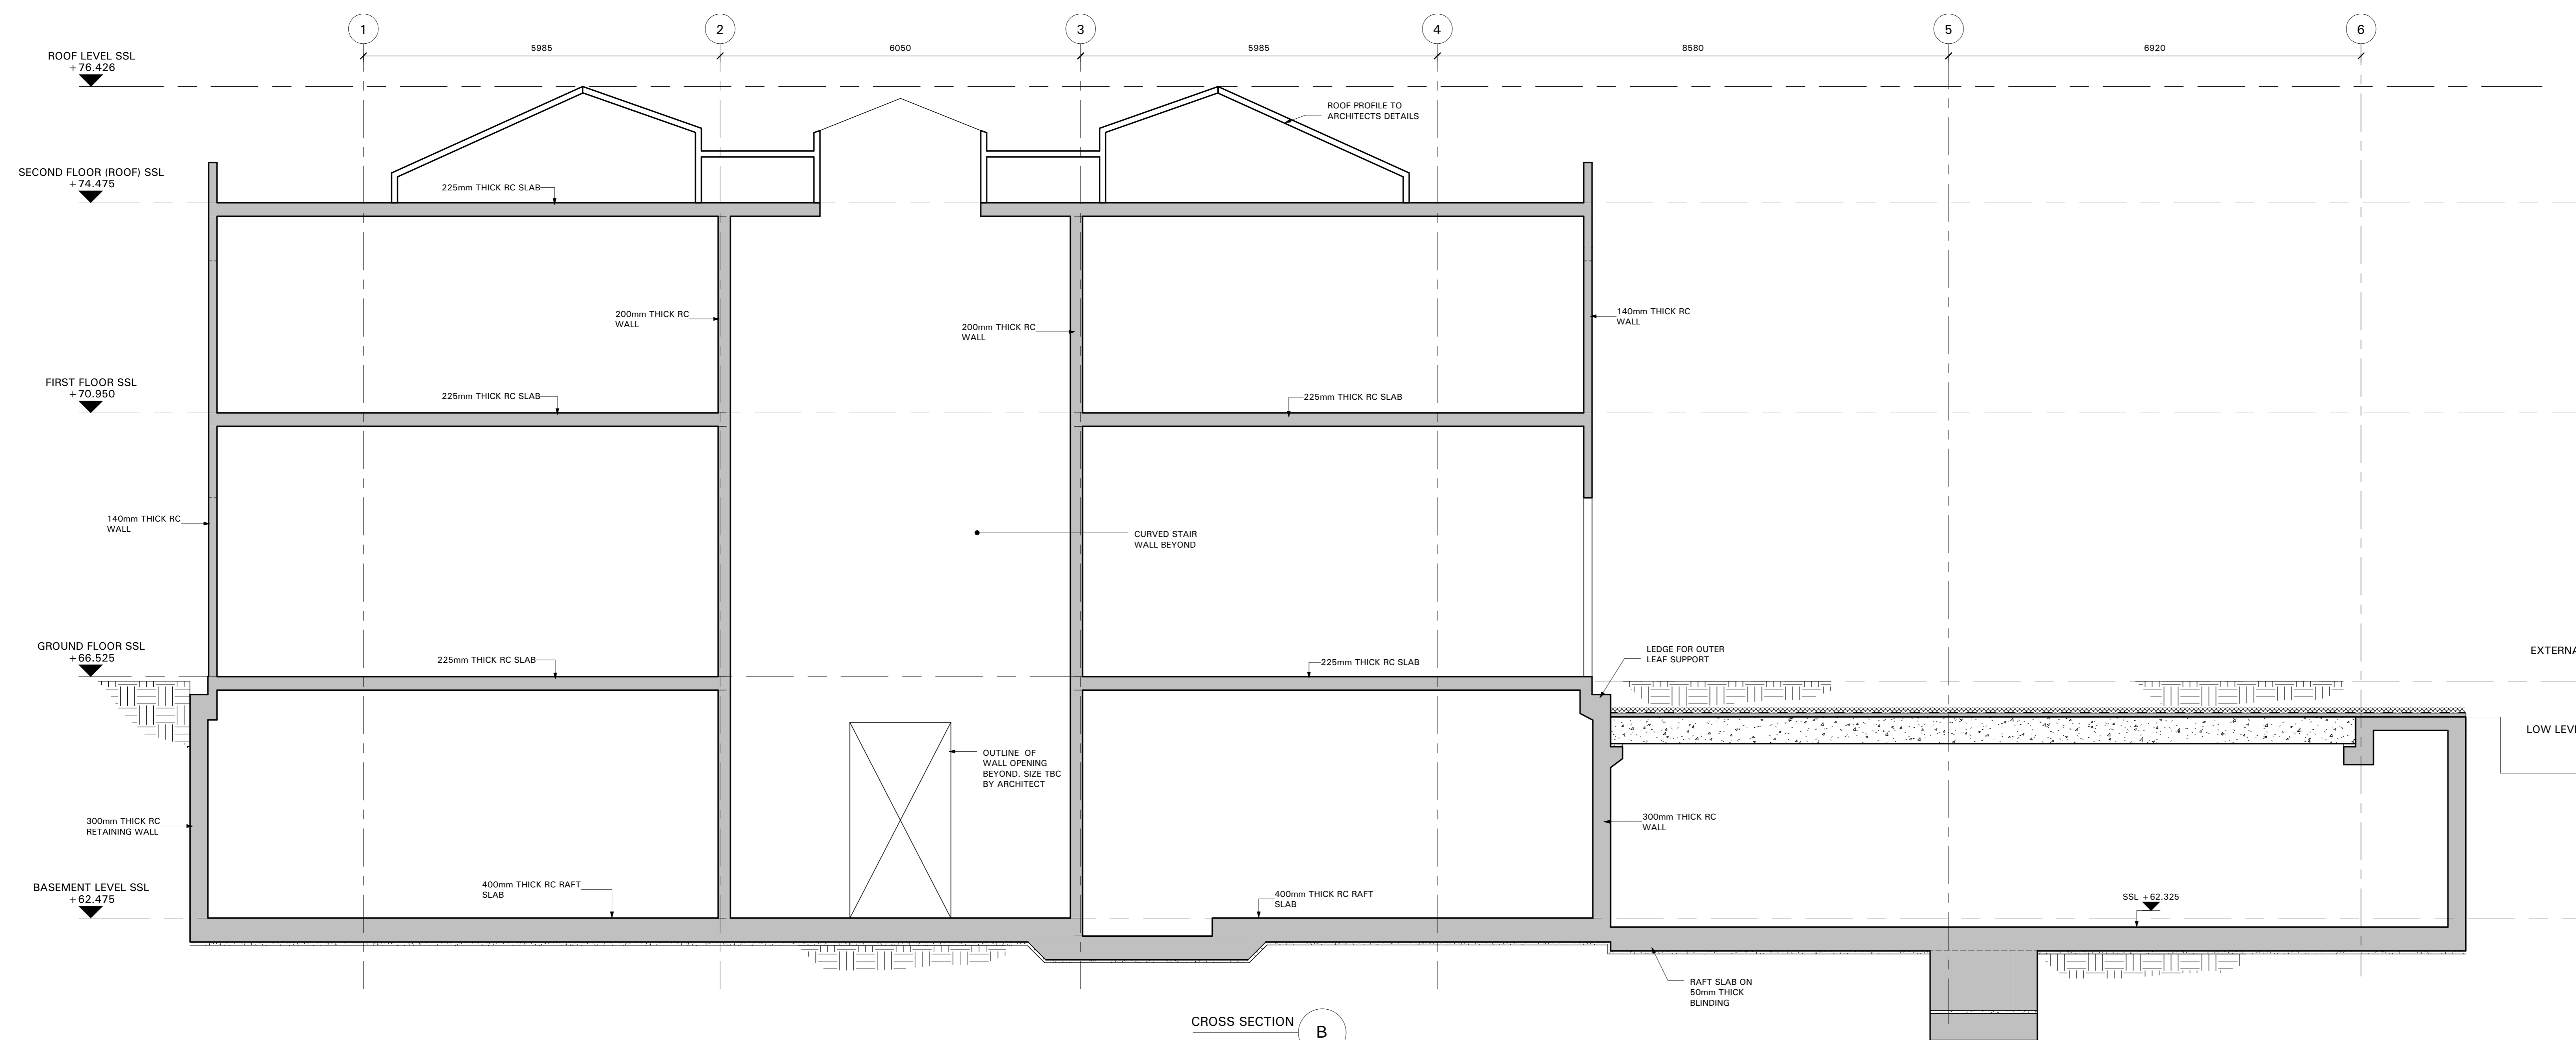 1
2
3
4
5
6
5985
6050
5985
8580
6920
ROOF LEVEL SSL
+76.426
ROOF PROFILE TO
ARCHITECTS DETAILS
SECOND FLOOR (ROOF) SSL
+74.475
225mm THICK RC SLAB
200mm THICK RC
WALL
200mm THICK RC
WALL
140mm THICK RC
WALL
FIRST FLOOR SSL
+70.950
225mm THICK RC SLAB
225mm THICK RC SLAB
140mm THICK RC
WALL
CURVED STAIR
WALL BEYOND
GROUND FLOOR SSL
+66.525
225mm THICK RC SLAB
225mm THICK RC SLAB
LEDGE FOR OUTER
LEAF SUPPORT
EXTERNA
LOW LEVE
OUTLINE OF
WALL OPENING
BEYOND. SIZE TBC
BY ARCHITECT
300mm THICK RC
RETAINING WALL
300mm THICK RC
WALL
BASEMENT LEVEL SSL
+62.475
400mm THICK RC RAFT
SLAB
400mm THICK RC RAFT
SLAB
SSL +62.325
RAFT SLAB ON
50mm THICK
BLINDING
CROSS SECTION B